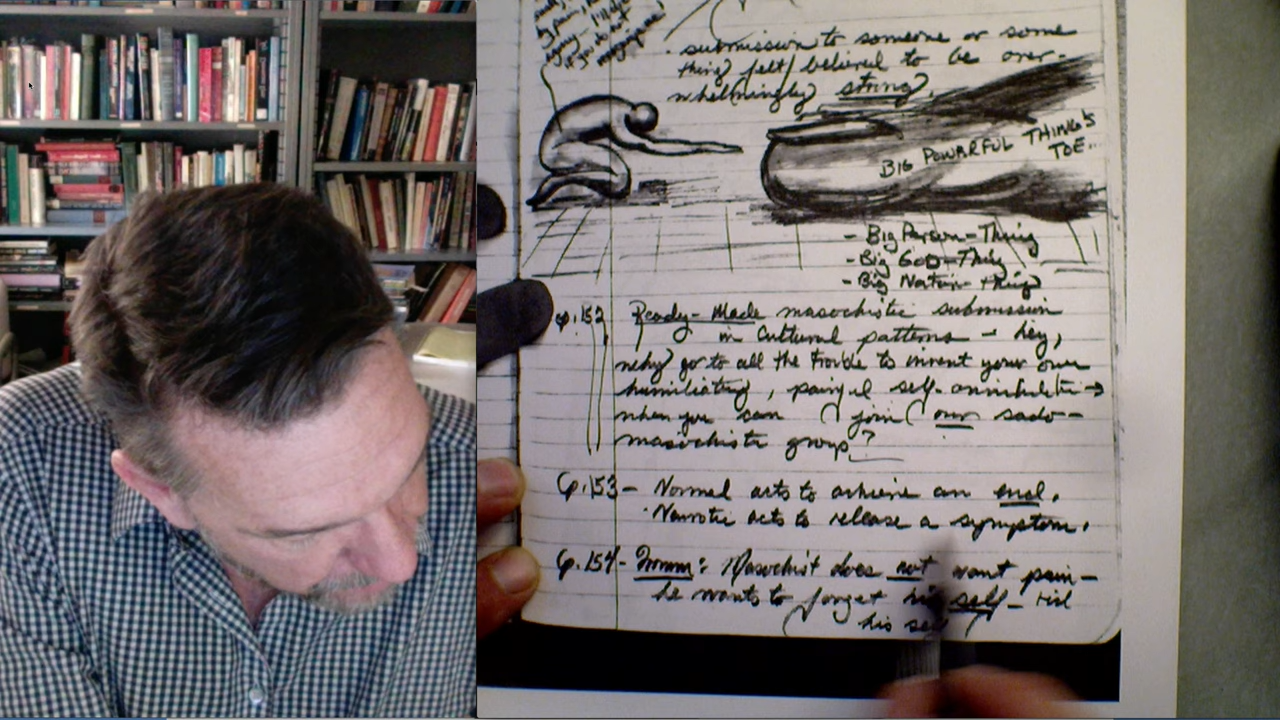 submission to someone or some
thing felt/believed to be over-
whelmingly strong.
BIG POWARFUL THING'S
TOE..
- Big Person-Thing
- Big God-Thing
- Big Nation-thing
p.152 Ready-Made masochistic submission
in cultural patterns - hey,
why go to all the trouble to invent your own
humiliating, painful self-annihilation →
when you can join our sado-
masochistic group?
p.153- Normal acts to achieve an end.
Neurotic acts to release a symptom.
p.154- Fromm: Masochist does not want pain-
he wants to forget his self -
his self